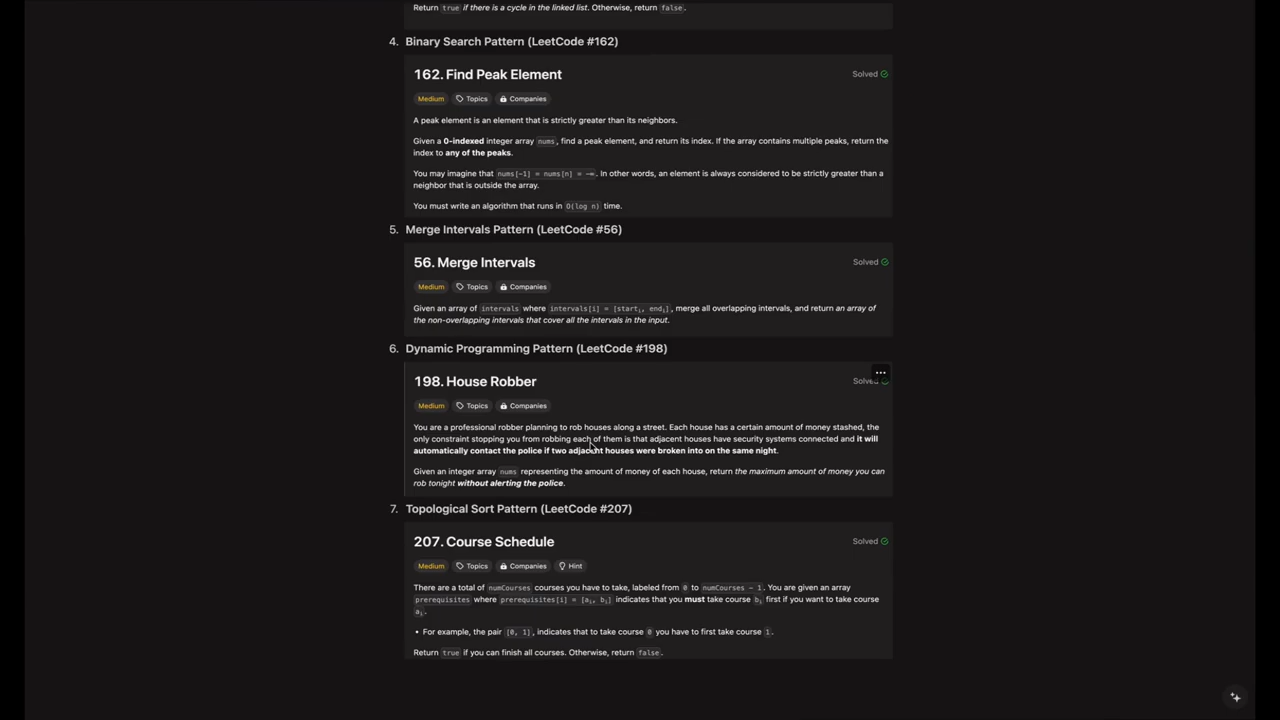 Return true if there is a cycle in the linked list. Otherwise, return false.
4. Binary Search Pattern (LeetCode #162)
162. Find Peak Element
Solved
Medium Topics Companies
A peak element is an element that is strictly greater than its neighbors.
Given a 0-indexed integer array nums, find a peak element, and return its index. If the array contains multiple peaks, return the
index to any of the peaks.
You may imagine that nums[-1] = nums[n] = -∞. In other words, an element is always considered to be strictly greater than a
neighbor that is outside the array.
You must write an algorithm that runs in O(log n) time.
5. Merge Intervals Pattern (LeetCode #56)
56. Merge Intervals
Solved
Medium Topics Companies
Given an array of intervals where intervals[i] = [starti, endi], merge all overlapping intervals, and return an array of
the non-overlapping intervals that cover all the intervals in the input.
6. Dynamic Programming Pattern (LeetCode #198)
198. House Robber
Solved
Medium Topics Companies
You are a professional robber planning to rob houses along a street. Each house has a certain amount of money stashed, the
only constraint stopping you from robbing each of them is that adjacent houses have security systems connected and it will
automatically contact the police if two adjacent houses were broken into on the same night.
Given an integer array nums representing the amount of money of each house, return the maximum amount of money you can
rob tonight without alerting the police.
7. Topological Sort Pattern (LeetCode #207)
207. Course Schedule
Solved
Medium Topics Companies Hint
There are a total of numCourses courses you have to take, labeled from 0 to numCourses - 1. You are given an array
prerequisites where prerequisites[i] = [ai, bi] indicates that you must take course bi first if you want to take course
ai.
• For example, the pair [0, 1], indicates that to take course 0 you have to first take course 1.
Return true if you can finish all courses. Otherwise, return false.